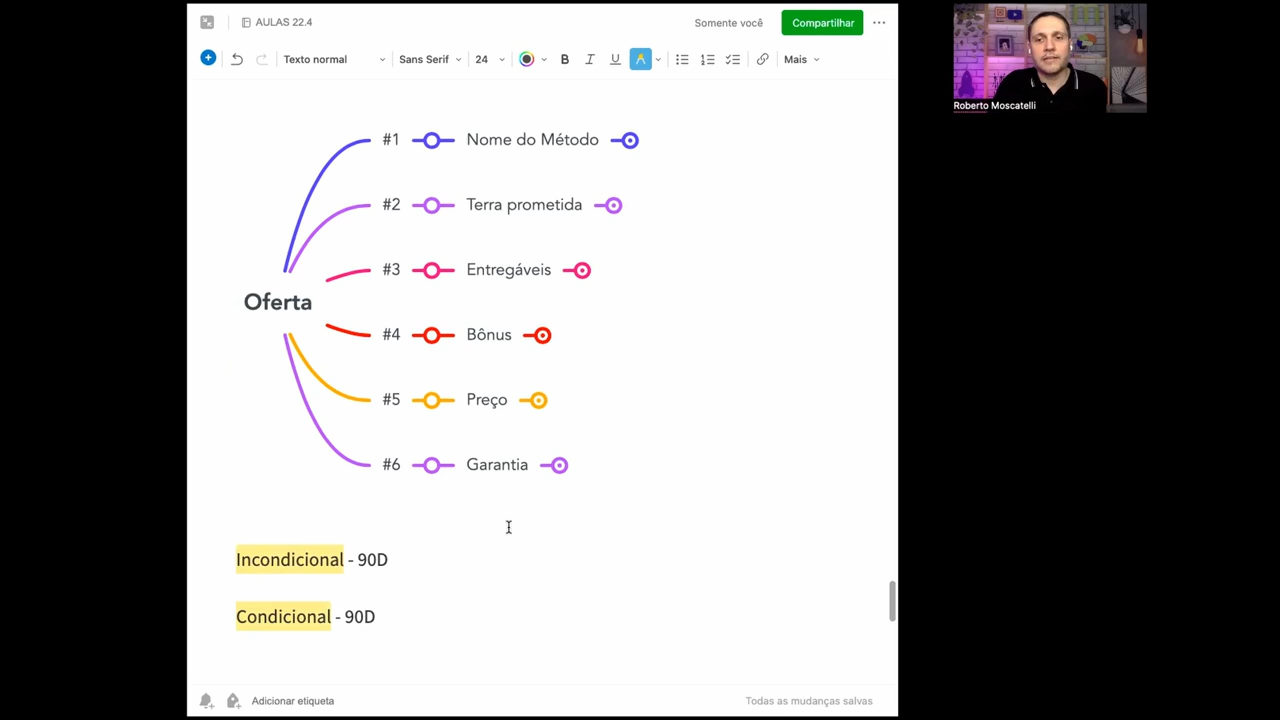 AULAS 22.4
Somente você
Compartilhar
Texto normal
Sans Serif
24
B
I
U
A
Mais
Roberto Moscatelli
Oferta
#1 Nome do Método
#2 Terra prometida
#3 Entregáveis
#4 Bônus
#5 Preço
#6 Garantia
Incondicional - 90D
Condicional - 90D
Adicionar etiqueta
Todas as mudanças salvas